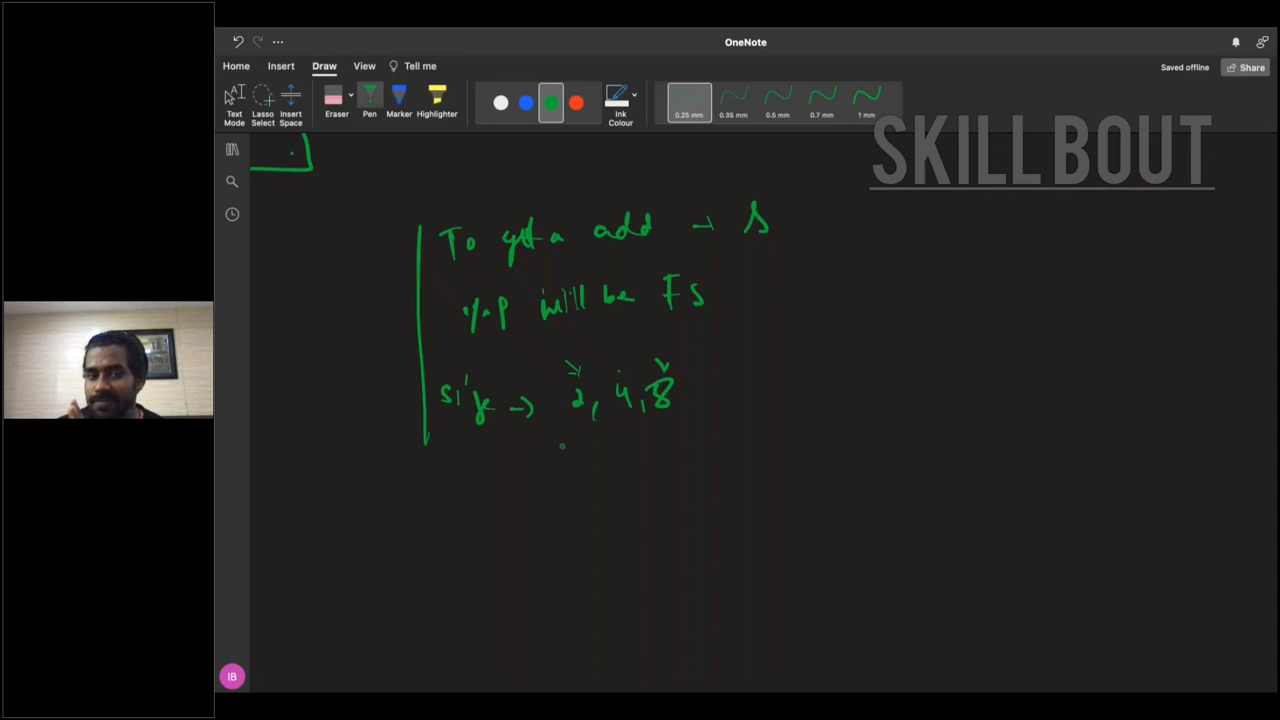 OneNote
Home Insert Draw View Tell me
Saved offline Share
Text Mode
Lasso Select
Insert Space
Eraser
Pen
Marker
Highlighter
Ink Colour
0.25 mm
0.35 mm
0.5 mm
0.7 mm
1 mm
SKILL BOUT
To get a add → S
will be FS
size → 2, 4, 8
IB